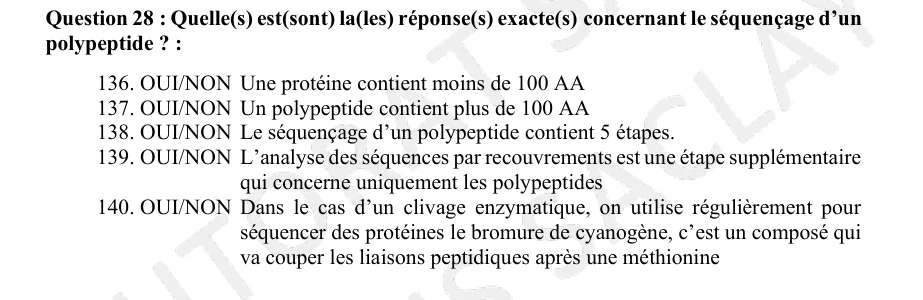 Question 28 : Quelle(s) est(sont) la(les) réponse(s) exacte(s) concernant le séquençage d'un
polypeptide ? :
136. OUI/NON Une protéine contient moins de 100 AA
137. OUI/NON Un polypeptide contient plus de 100 AA
138. OUI/NON Le séquençage d'un polypeptide contient 5 étapes.
139. OUI/NON L'analyse des séquences par recouvrements est une étape supplémentaire
qui concerne uniquement les polypeptides
140. OUI/NON Dans le cas d'un clivage enzymatique, on utilise régulièrement pour
séquencer des protéines le bromure de cyanogène, c'est un composé qui
va couper les liaisons peptidiques après une méthionine